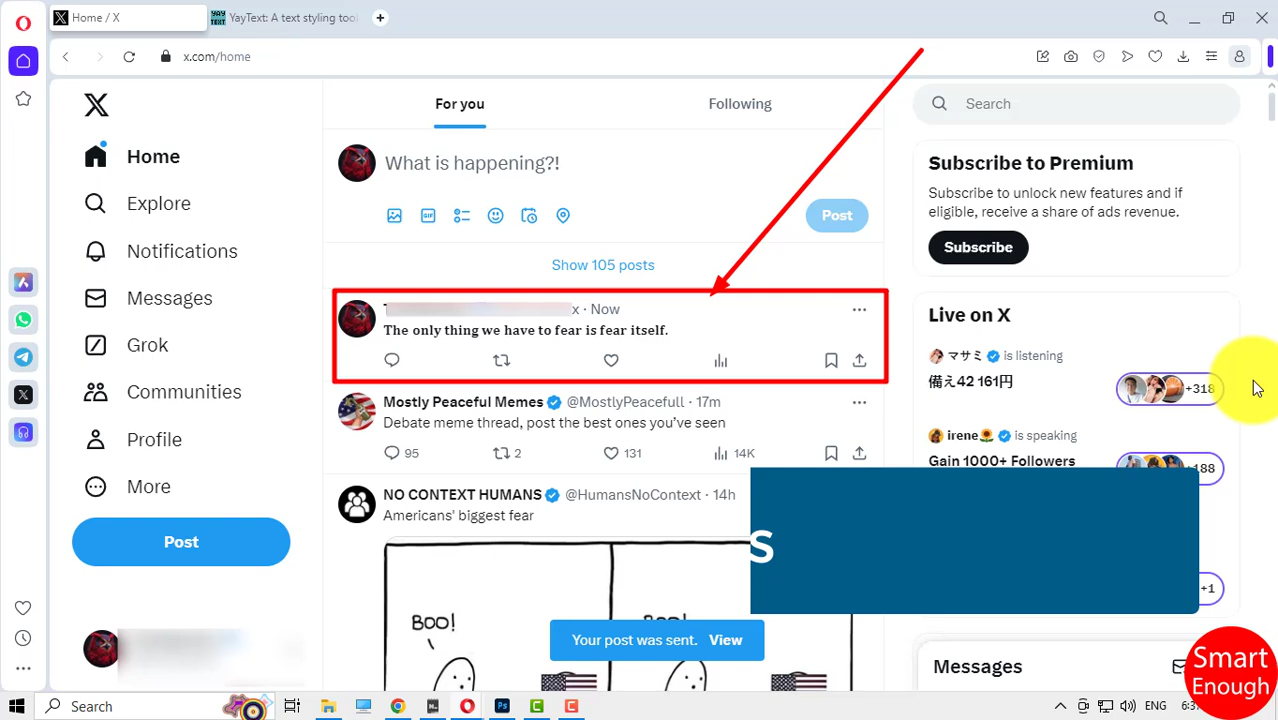 Home / X
YAY
TEXT
YayText: A text styling tool
x.com/home
For you
Following
Search
Home
What is happening?!
Subscribe to Premium
Subscribe to unlock new features and if
eligible, receive a share of ads revenue.
Explore
GIF
Post
Subscribe
Notifications
Show 105 posts
Messages
x · Now
Live on X
The only thing we have to fear is fear itself.
Grok
マサミ is listening
備え42 161円
+318
Communities
Mostly Peaceful Memes @MostlyPeacefull · 17m
Debate meme thread, post the best ones you've seen
Profile
irene🌻 is speaking
95
2
131
14K
Gain 1000+ Followers
188
More
NO CONTEXT HUMANS @HumansNoContext · 14h
Americans' biggest fear
Post
S
+1
BOO!
BOO!
Your post was sent. View
Messages
Smart
Enough
Search
ENG